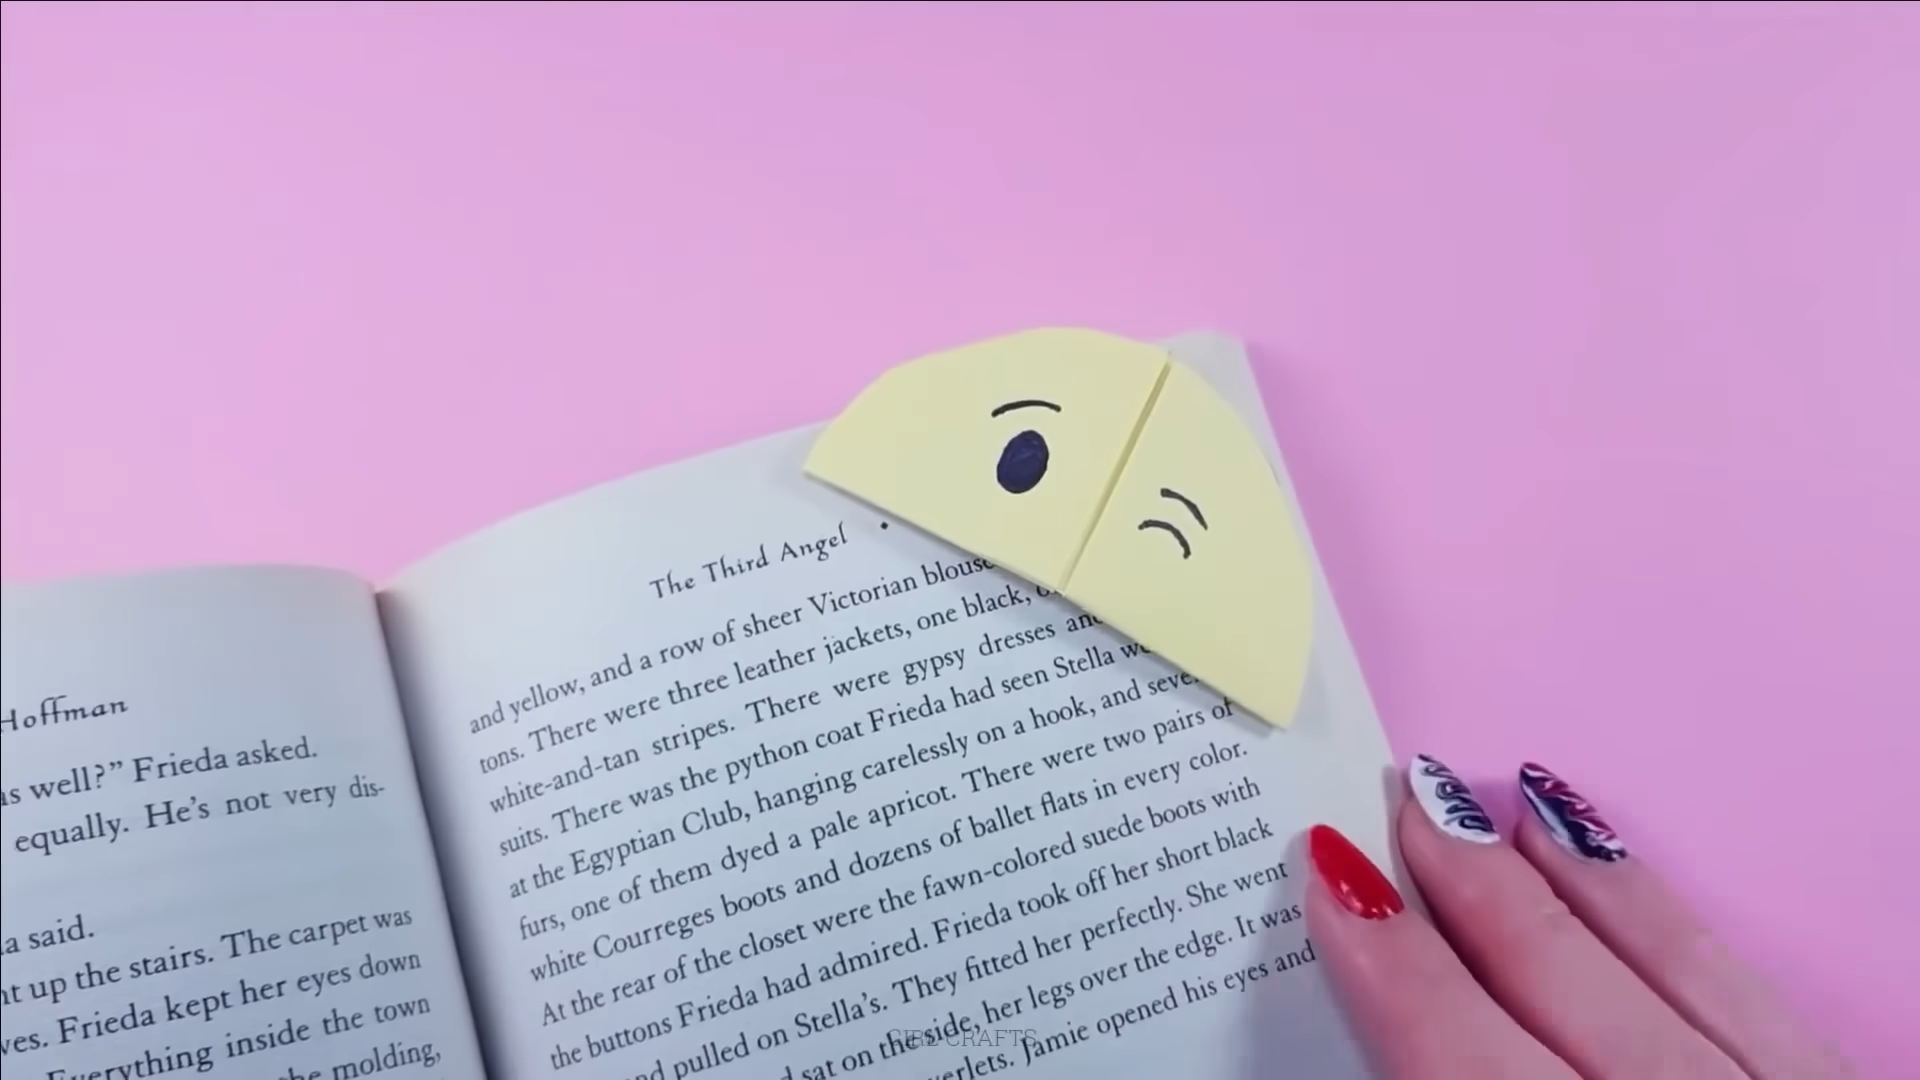 Hoffman
as well?” Frieda asked.
equally. He’s not very dis-
said.
up the stairs. The carpet was
Frieda kept her eyes down
Everything inside the town
molding,
The Third Angel •
and yellow, and a row of sheer Victorian
tons. There were three leather jackets, one black,
white-and-tan stripes. There were gypsy dresses
suits. There was the python coat Frieda had seen Stella
at the Egyptian Club, hanging carelessly on a hook, and
furs, one of them dyed a pale apricot. There were two pairs of
white Courreges boots and dozens of ballet flats in every color.
At the rear of the closet were the fawn-colored suede boots with
the buttons Frieda had admired. Frieda took off her short black
and pulled on Stella’s. They fitted her perfectly. She went
sat on the side, her legs over the edge. It was
Jamie opened his eyes and
GIRL CRAFTS